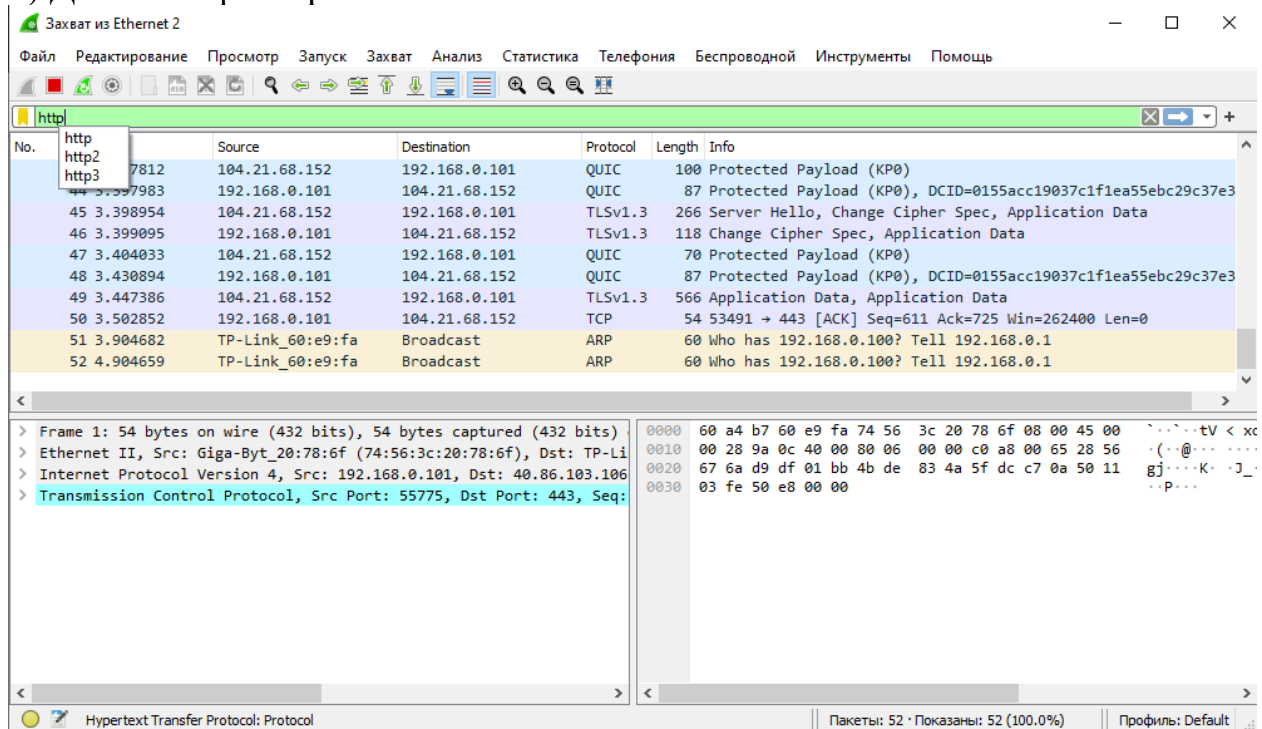 Захват из Ethernet 2
Файл Редактирование Просмотр Запуск Захват Анализ Статистика Телефония Беспроводной Инструменты Помощь
http
http
http2
http3
No. Source Destination Protocol Length Info
7812 104.21.68.152 192.168.0.101 QUIC 100 Protected Payload (KP0)
44 3.397983 192.168.0.101 104.21.68.152 QUIC 87 Protected Payload (KP0), DCID=0155acc19037c1f1ea55ebc29c37e3
45 3.398954 104.21.68.152 192.168.0.101 TLSv1.3 266 Server Hello, Change Cipher Spec, Application Data
46 3.399095 192.168.0.101 104.21.68.152 TLSv1.3 118 Change Cipher Spec, Application Data
47 3.404033 104.21.68.152 192.168.0.101 QUIC 70 Protected Payload (KP0)
48 3.430894 192.168.0.101 104.21.68.152 QUIC 87 Protected Payload (KP0), DCID=0155acc19037c1f1ea55ebc29c37e3
49 3.447386 104.21.68.152 192.168.0.101 TLSv1.3 566 Application Data, Application Data
50 3.502852 192.168.0.101 104.21.68.152 TCP 54 53491 → 443 [ACK] Seq=611 Ack=725 Win=262400 Len=0
51 3.904682 TP-Link_60:e9:fa Broadcast ARP 60 Who has 192.168.0.100? Tell 192.168.0.1
52 4.904659 TP-Link_60:e9:fa Broadcast ARP 60 Who has 192.168.0.100? Tell 192.168.0.1
> Frame 1: 54 bytes on wire (432 bits), 54 bytes captured (432 bits)
> Ethernet II, Src: Giga-Byt_20:78:6f (74:56:3c:20:78:6f), Dst: TP-Li
> Internet Protocol Version 4, Src: 192.168.0.101, Dst: 40.86.103.106
> Transmission Control Protocol, Src Port: 55775, Dst Port: 443, Seq:
0000 60 a4 b7 60 e9 fa 74 56 3c 20 78 6f 08 00 45 00 `··`··tV < xo
0010 00 28 9a 0c 40 00 80 06 00 00 c0 a8 00 65 28 56 ·(··@··· ····
0020 67 6a d9 df 01 bb 4b de 83 4a 5f dc c7 0a 50 11 gj····K· ·J_·
0030 03 fe 50 e8 00 00 ··P···
Hypertext Transfer Protocol: Protocol Пакеты: 52 · Показаны: 52 (100.0%) Профиль: Default